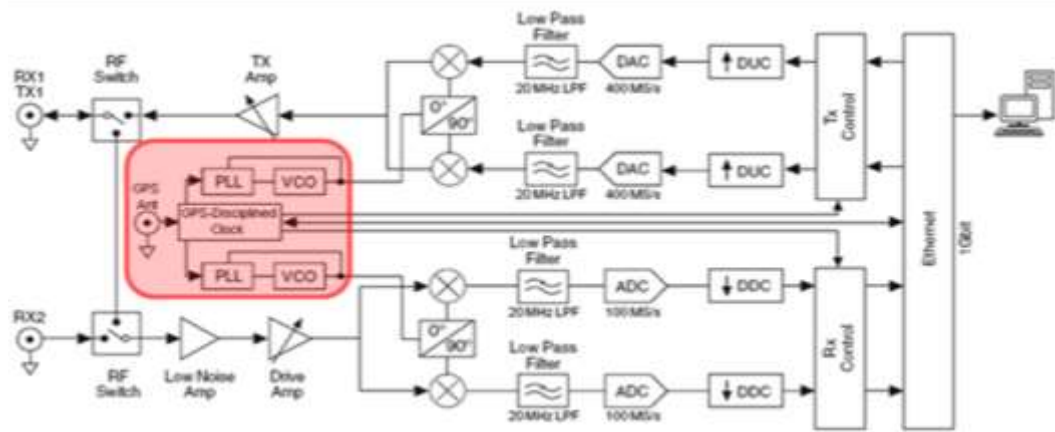 RX1
TX1
RF
Switch
TX
Amp
0°
90°
Low Pass
Filter
20 MHz LPF
DAC
400 MS/s
DUC
Low Pass
Filter
20 MHz LPF
DAC
400 MS/s
DUC
Tx
Control
Ethernet
1Gbit
GPS
Ant
PLL
VCO
GPS-Disciplined
Clock
PLL
VCO
RX2
RF
Switch
Low Noise
Amp
Drive
Amp
0°
90°
Low Pass
Filter
20 MHz LPF
ADC
100 MS/s
DDC
Low Pass
Filter
20 MHz LPF
ADC
100 MS/s
DDC
Rx
Control